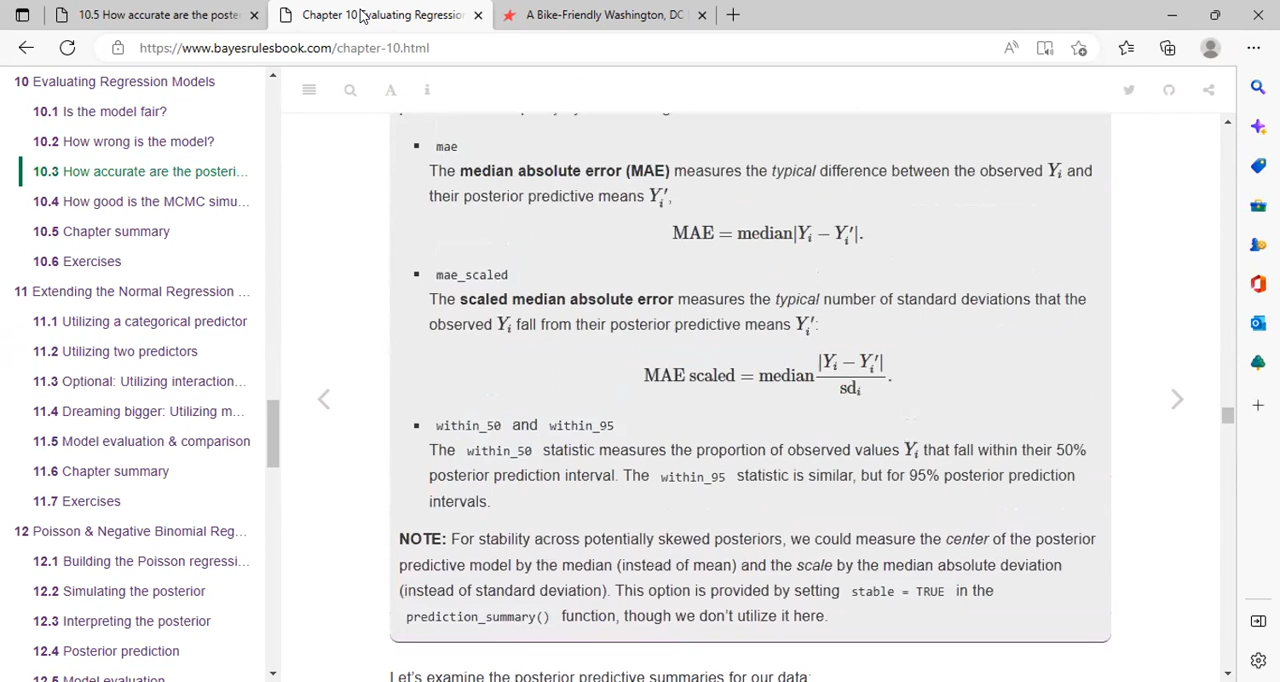 10.5 How accurate are the poste
Chapter 10 Evaluating Regression
A Bike-Friendly Washington, DC
https://www.bayesrulesbook.com/chapter-10.html
10 Evaluating Regression Models
10.1 Is the model fair?
10.2 How wrong is the model?
10.3 How accurate are the posteri...
10.4 How good is the MCMC simu...
10.5 Chapter summary
10.6 Exercises
11 Extending the Normal Regression ...
11.1 Utilizing a categorical predictor
11.2 Utilizing two predictors
11.3 Optional: Utilizing interaction...
11.4 Dreaming bigger: Utilizing m...
11.5 Model evaluation & comparison
11.6 Chapter summary
11.7 Exercises
12 Poisson & Negative Binomial Reg...
12.1 Building the Poisson regressi...
12.2 Simulating the posterior
12.3 Interpreting the posterior
12.4 Posterior prediction
12.5 Model evaluation
mae
The median absolute error (MAE) measures the typical difference between the observed Yᵢ and
their posterior predictive means Yᵢ′,
MAE = median|Yᵢ − Yᵢ′|.
mae_scaled
The scaled median absolute error measures the typical number of standard deviations that the
observed Yᵢ fall from their posterior predictive means Yᵢ′:
MAE scaled = median |Yᵢ − Yᵢ′| / sdᵢ.
within_50 and within_95
The within_50 statistic measures the proportion of observed values Yᵢ that fall within their 50%
posterior prediction interval. The within_95 statistic is similar, but for 95% posterior prediction
intervals.
NOTE: For stability across potentially skewed posteriors, we could measure the center of the posterior
predictive model by the median (instead of mean) and the scale by the median absolute deviation
(instead of standard deviation). This option is provided by setting stable = TRUE in the
prediction_summary() function, though we don't utilize it here.
Let's examine the posterior predictive summaries for our data: